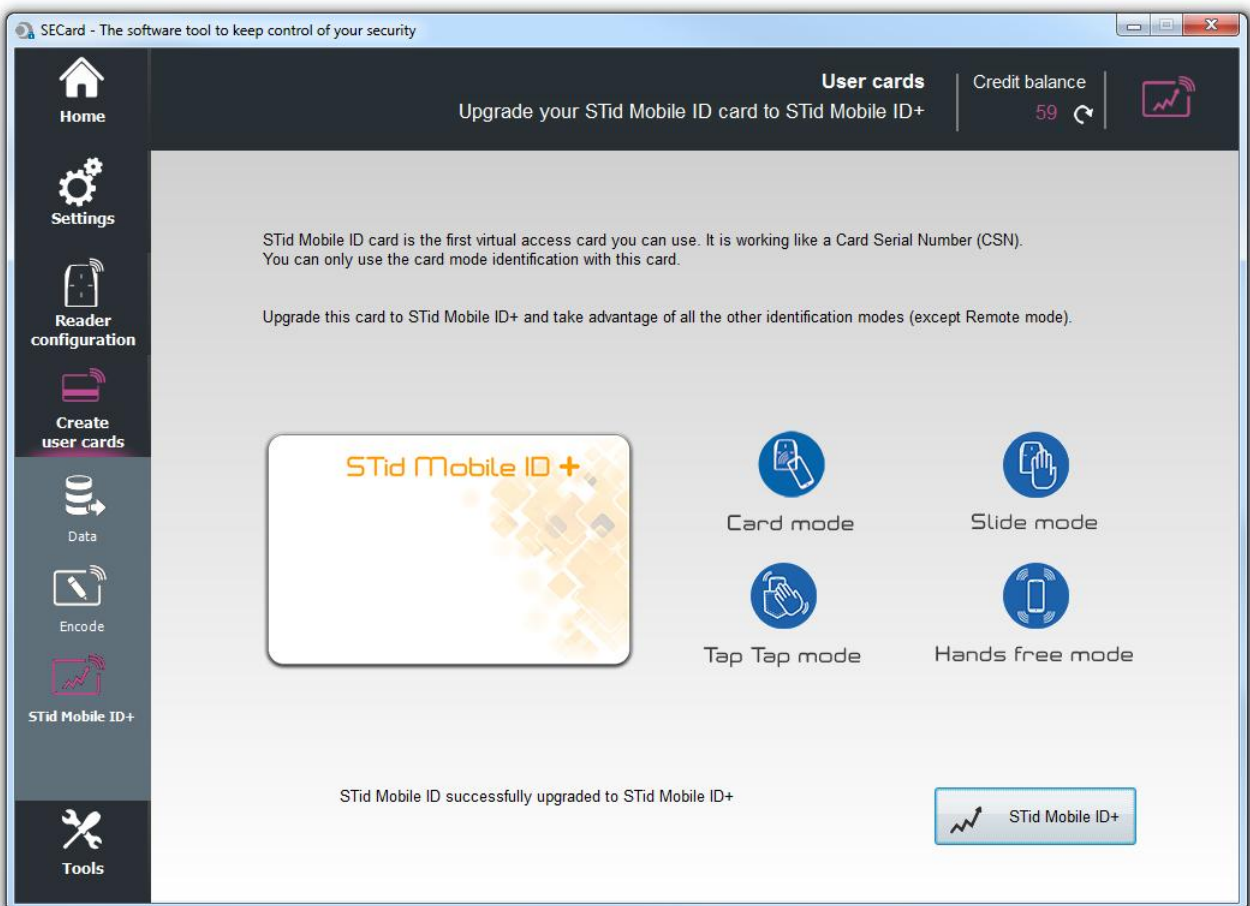 SECard - The software tool to keep control of your security
Home
User cards
Upgrade your STid Mobile ID card to STid Mobile ID+
Credit balance
59
Settings
Reader
configuration
Create
user cards
Data
Encode
STid Mobile ID+
Tools
STid Mobile ID card is the first virtual access card you can use. It is working like a Card Serial Number (CSN).
You can only use the card mode identification with this card.
Upgrade this card to STid Mobile ID+ and take advantage of all the other identification modes (except Remote mode).
STid Mobile ID +
Card mode
Slide mode
Tap Tap mode
Hands free mode
STid Mobile ID successfully upgraded to STid Mobile ID+
STid Mobile ID+